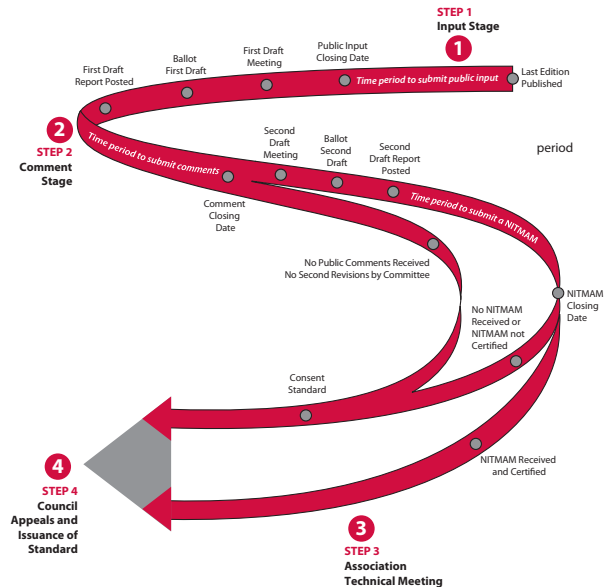 STEP 1
Input Stage
1
Public Input
Closing Date
First Draft
Meeting
Ballot
First Draft
First Draft
Report Posted
Time period to submit public input
Last Edition
Published
2
STEP 2
Comment
Stage
Time period to submit comments
Second
Draft
Meeting
Ballot
Second
Draft
Second
Draft Report
Posted
period
Time period to submit a NITMAM
Comment
Closing
Date
No Public Comments Received
No Second Revisions by Committee
NITMAM
Closing
Date
No NITMAM
Received or
NITMAM not
Certified
Consent
Standard
NITMAM Received
and Certified
4
STEP 4
Council
Appeals and
Issuance of
Standard
3
STEP 3
Association
Technical Meeting